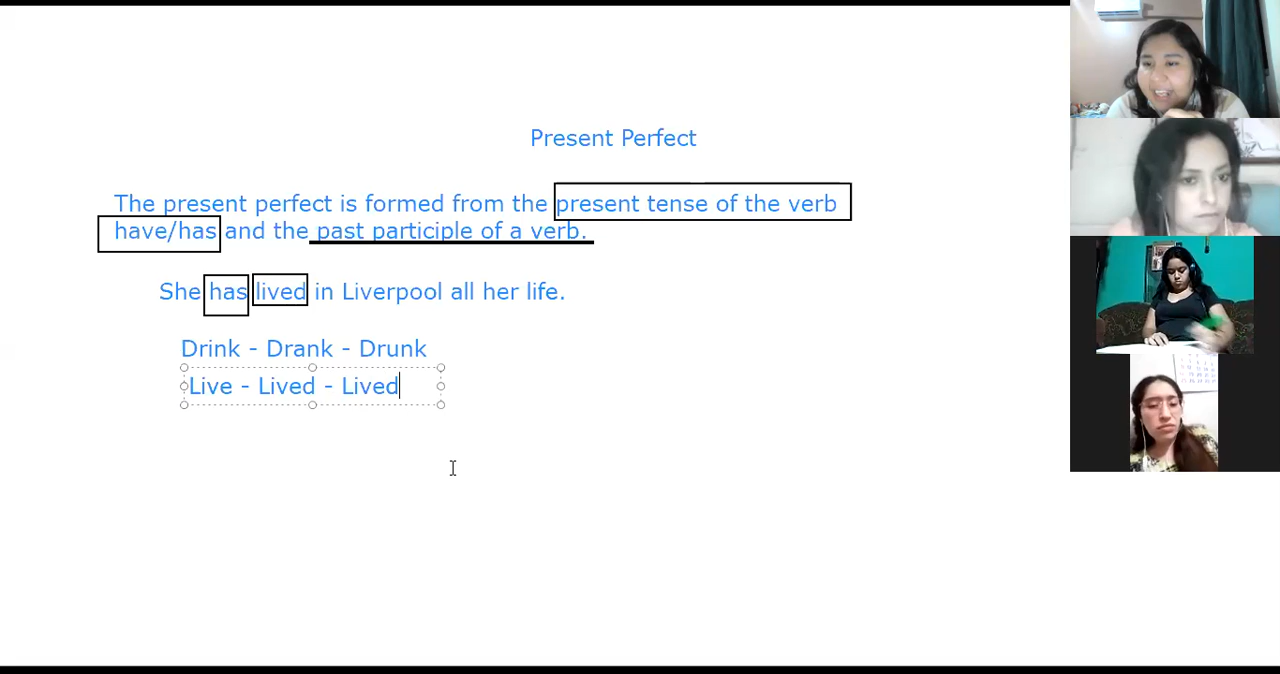 Present Perfect
The present perfect is formed from the present tense of the verb
have/has and the past participle of a verb.
She has lived in Liverpool all her life.
Drink - Drank - Drunk
Live - Lived - Lived